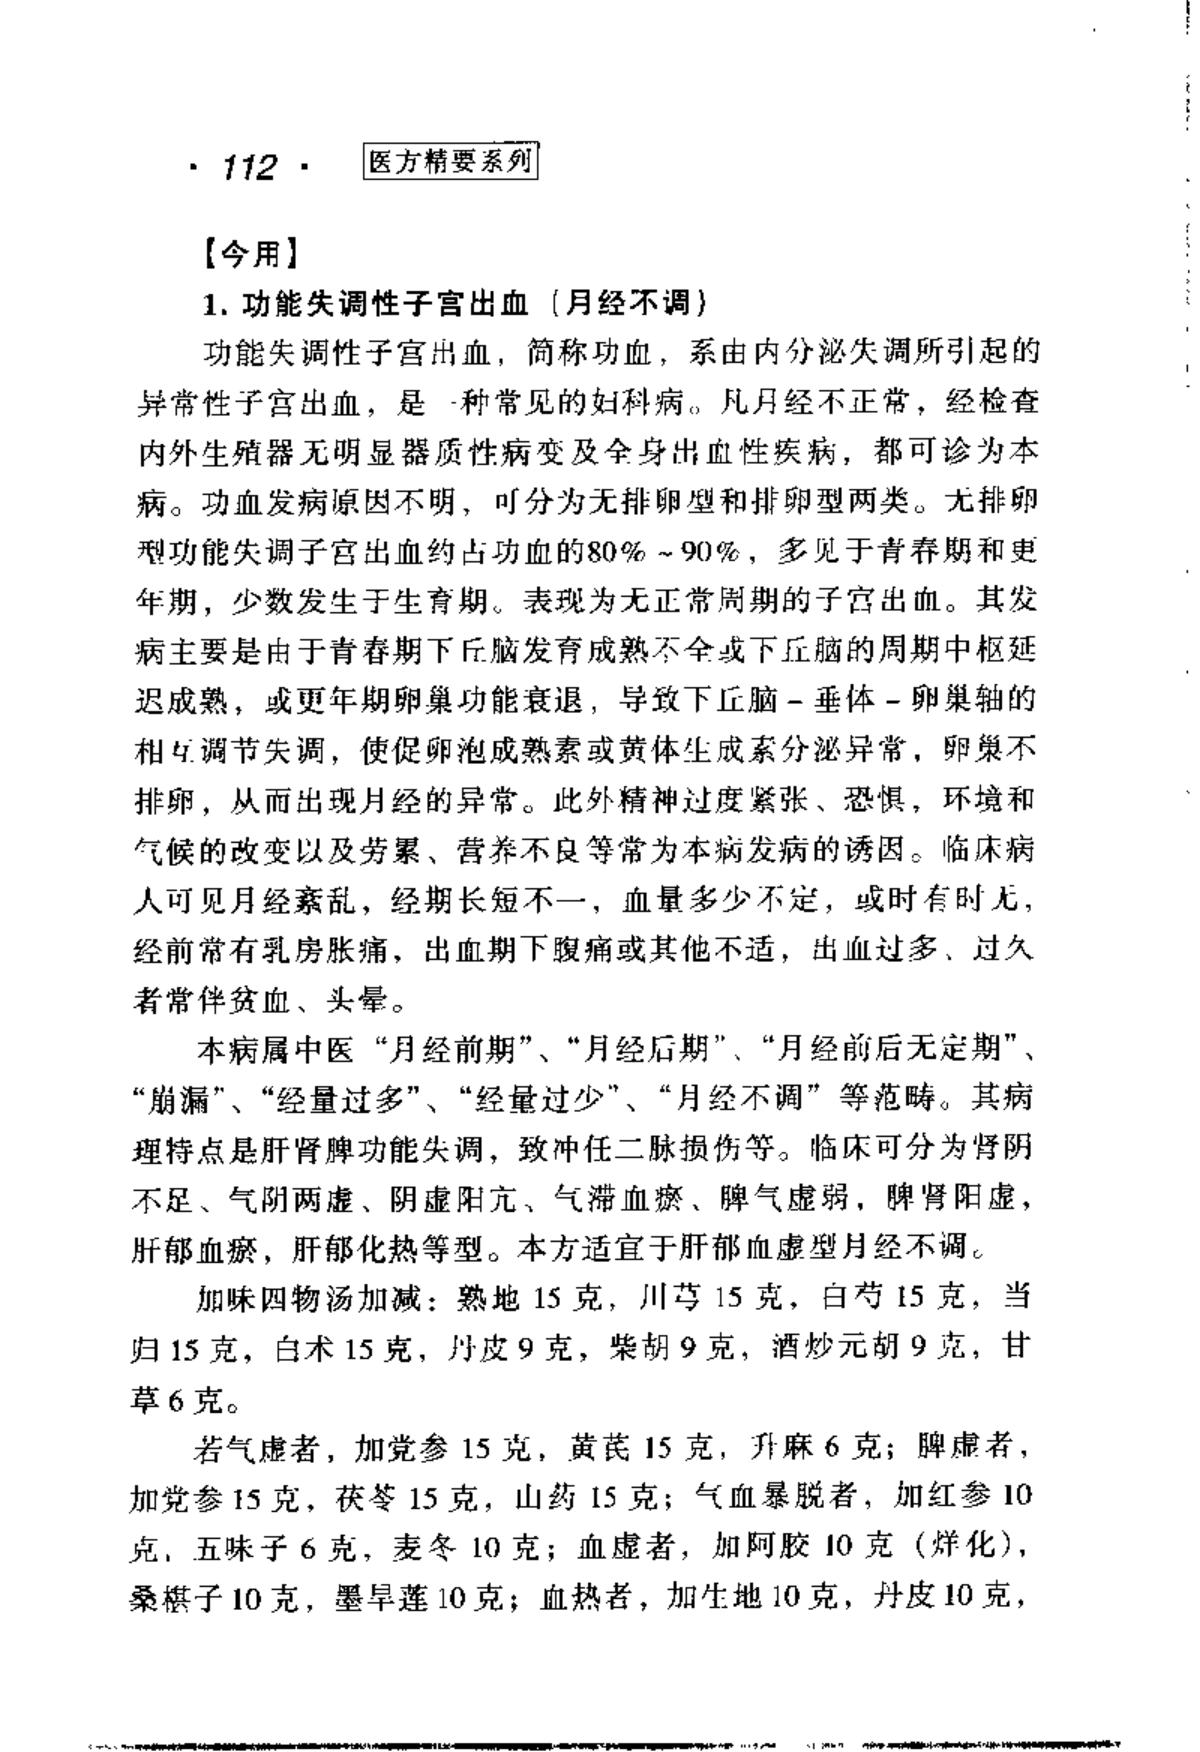 · 112 · 医方精要系列
【今用】
1. 功能失调性子宫出血（月经不调）
功能失调性子宫出血，简称功血，系由内分泌失调所引起的
异常性子宫出血，是一种常见的妇科病。凡月经不正常，经检查
内外生殖器无明显器质性病变及全身出血性疾病，都可诊为本
病。功血发病原因不明，可分为无排卵型和排卵型两类。无排卵
型功能失调子宫出血约占功血的80%～90%，多见于青春期和更
年期，少数发生于生育期。表现为无正常周期的子宫出血。其发
病主要是由于青春期下丘脑发育成熟不全或下丘脑的周期中枢延
迟成熟，或更年期卵巢功能衰退，导致下丘脑－垂体－卵巢轴的
相互调节失调，使促卵泡成熟素或黄体生成素分泌异常，卵巢不
排卵，从而出现月经的异常。此外精神过度紧张、恐惧，环境和
气候的改变以及劳累、营养不良等常为本病发病的诱因。临床病
人可见月经紊乱，经期长短不一，血量多少不定，或时有时无，
经前常有乳房胀痛，出血期下腹痛或其他不适，出血过多、过久
者常伴贫血、头晕。
本病属中医“月经前期”、“月经后期”、“月经前后无定期”、
“崩漏”、“经量过多”、“经量过少”、“月经不调”等范畴。其病
理特点是肝肾脾功能失调，致冲任二脉损伤等。临床可分为肾阴
不足、气阴两虚、阴虚阳亢、气滞血瘀、脾气虚弱，脾肾阳虚，
肝郁血瘀，肝郁化热等型。本方适宜于肝郁血虚型月经不调。
加味四物汤加减：熟地 15 克，川芎 15 克，白芍 15 克，当
归 15 克，白术 15 克，丹皮 9 克，柴胡 9 克，酒炒元胡 9 克，甘
草 6 克。
若气虚者，加党参 15 克，黄芪 15 克，升麻 6 克；脾虚者，
加党参 15 克，茯苓 15 克，山药 15 克；气血暴脱者，加红参 10
克，五味子 6 克，麦冬 10 克；血虚者，加阿胶 10 克（烊化），
桑椹子 10 克，墨旱莲 10 克；血热者，加生地 10 克，丹皮 10 克，